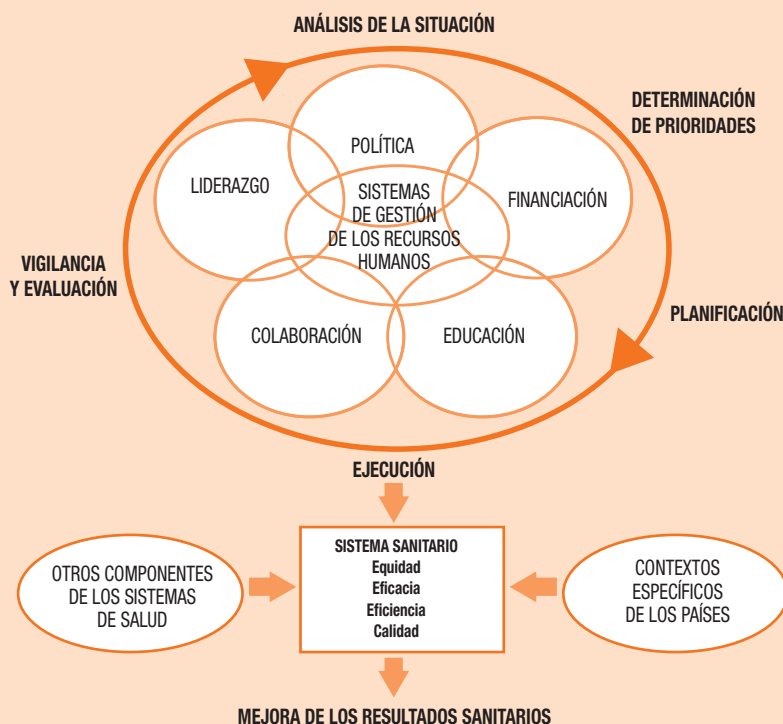 ANÁLISIS DE LA SITUACIÓN
DETERMINACIÓN
DE PRIORIDADES
POLÍTICA
LIDERAZGO
FINANCIACIÓN
SISTEMAS
DE GESTIÓN
DE LOS RECURSOS
HUMANOS
VIGILANCIA
Y EVALUACIÓN
PLANIFICACIÓN
COLABORACIÓN
EDUCACIÓN
EJECUCIÓN
OTROS COMPONENTES
DE LOS SISTEMAS
DE SALUD
SISTEMA SANITARIO
Equidad
Eficacia
Eficiencia
Calidad
CONTEXTOS
ESPECÍFICOS
DE LOS PAÍSES
MEJORA DE LOS RESULTADOS SANITARIOS